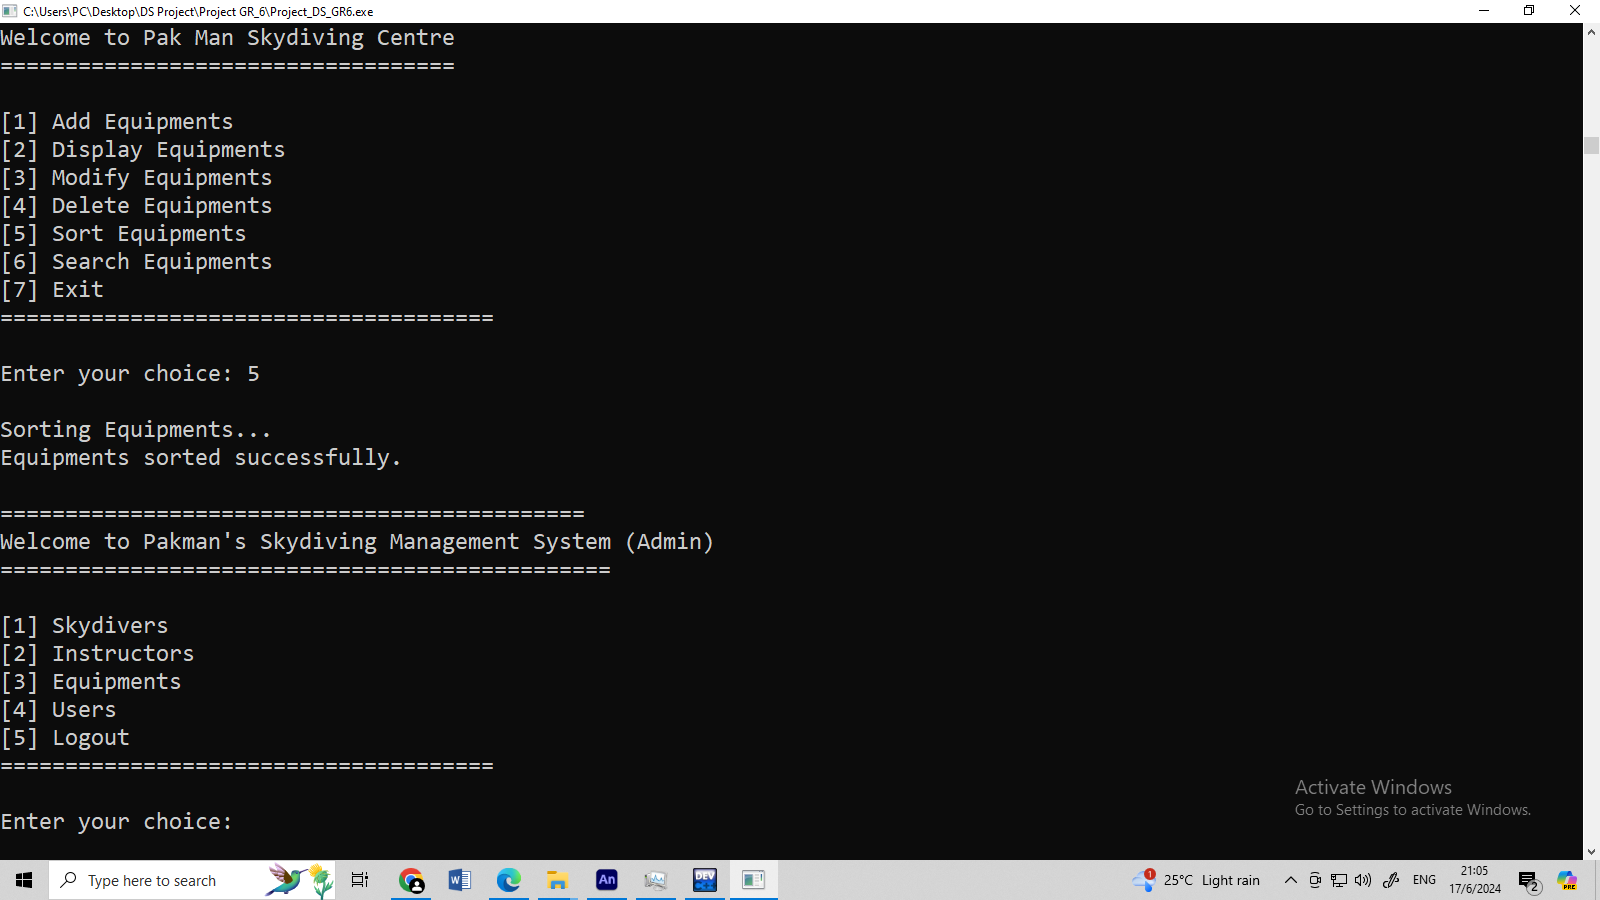 C:\Users\PC\Desktop\DS Project\Project GR_6\Project_DS_GR6.exe
Welcome to Pak Man Skydiving Centre
===================================
[1] Add Equipments
[2] Display Equipments
[3] Modify Equipments
[4] Delete Equipments
[5] Sort Equipments
[6] Search Equipments
[7] Exit
======================================
Enter your choice: 5
Sorting Equipments...
Equipments sorted successfully.
=============================================
Welcome to Pakman's Skydiving Management System (Admin)
===============================================
[1] Skydivers
[2] Instructors
[3] Equipments
[4] Users
[5] Logout
======================================
Enter your choice:
Activate Windows
Go to Settings to activate Windows.
Type here to search
W
An
DEV
1
25°C Light rain
ENG
21:05
17/6/2024
2
PRE